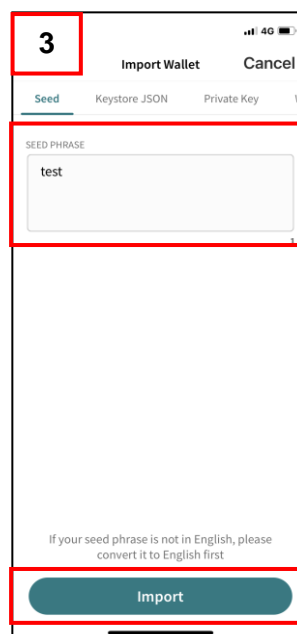 3
4G
Import Wallet
Cancel
Seed
Keystore JSON
Private Key
SEED PHRASE
test
1
If your seed phrase is not in English, please
convert it to English first
Import